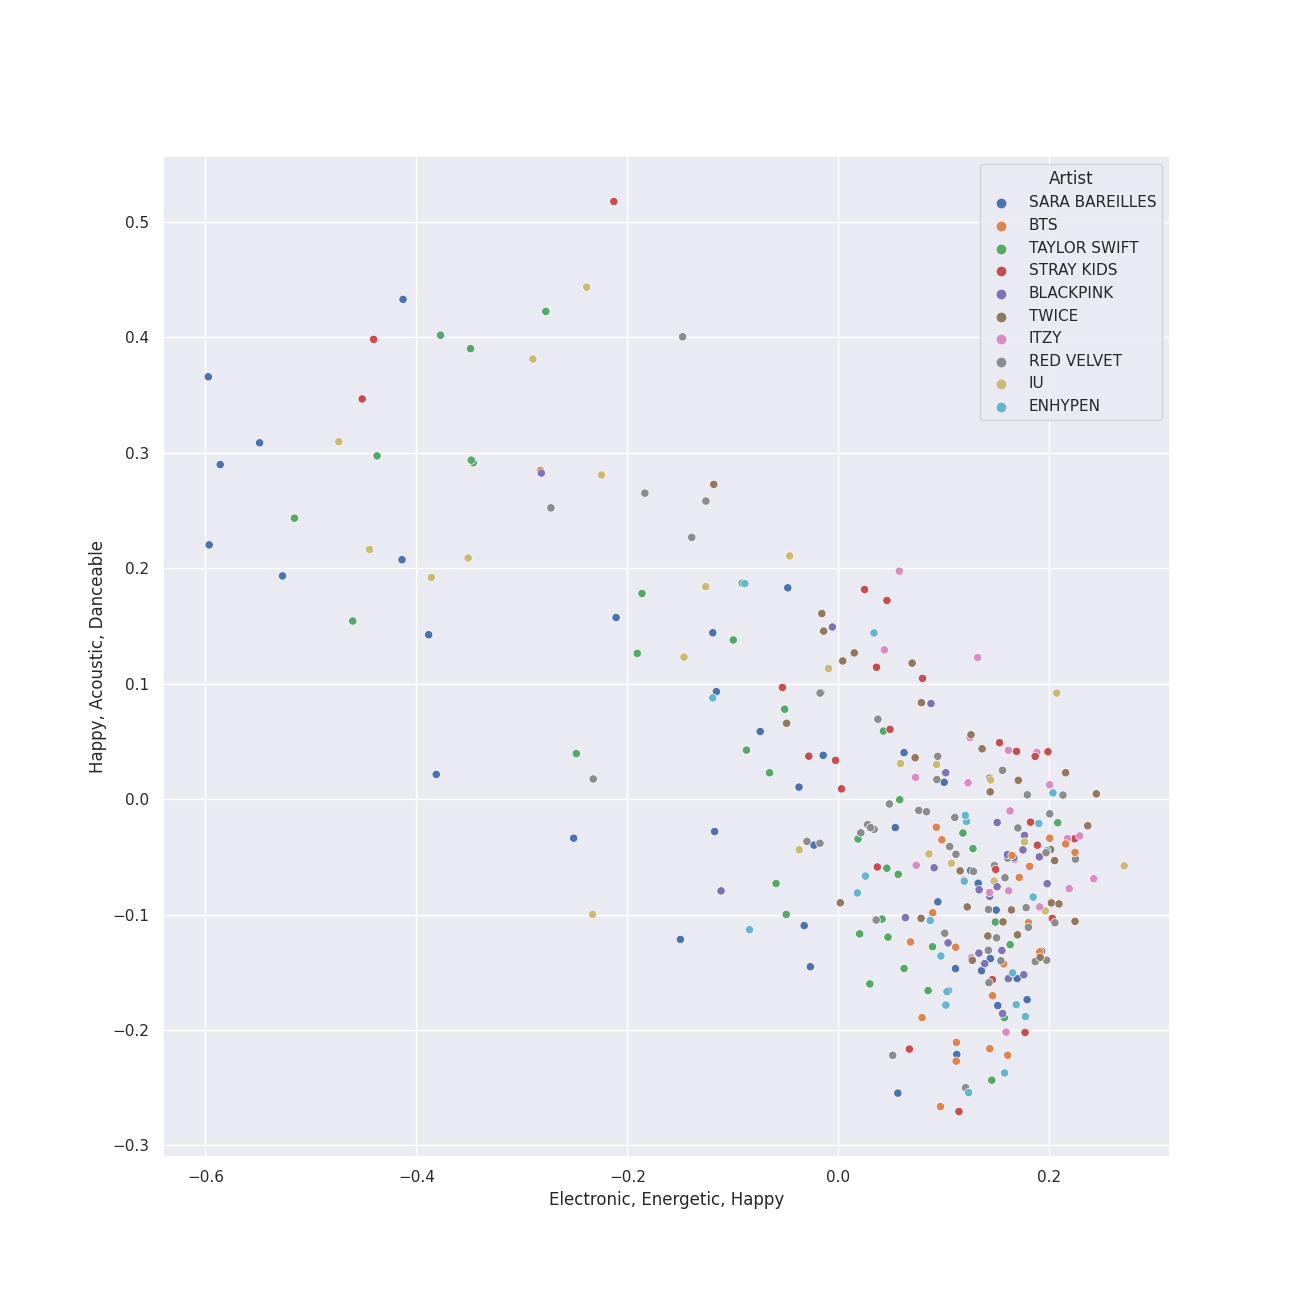 Artist
SARA BAREILLES
BTS
TAYLOR SWIFT
STRAY KIDS
BLACKPINK
TWICE
ITZY
RED VELVET
IU
ENHYPEN
Happy, Acoustic, Danceable
0.5
0.4
0.3
0.2
0.1
0.0
−0.1
−0.2
−0.3
−0.6 −0.4 −0.2 0.0 0.2
Electronic, Energetic, Happy